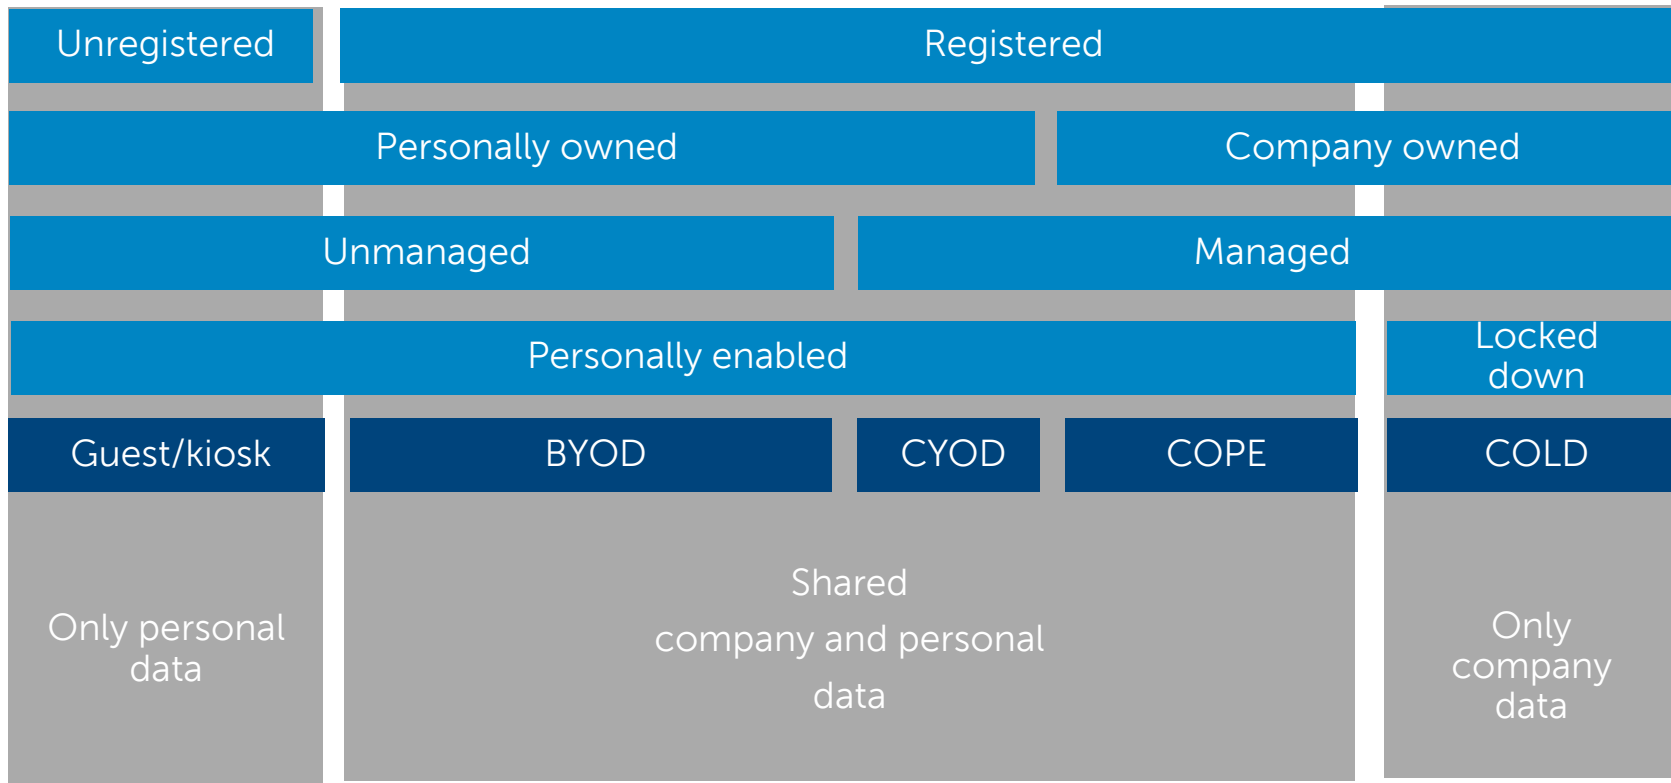 Unregistered
Registered
Personally owned
Company owned
Unmanaged
Managed
Personally enabled
Locked
down
Guest/kiosk
BYOD
CYOD
COPE
COLD
Only personal
data
Shared
company and personal
data
Only
company
data